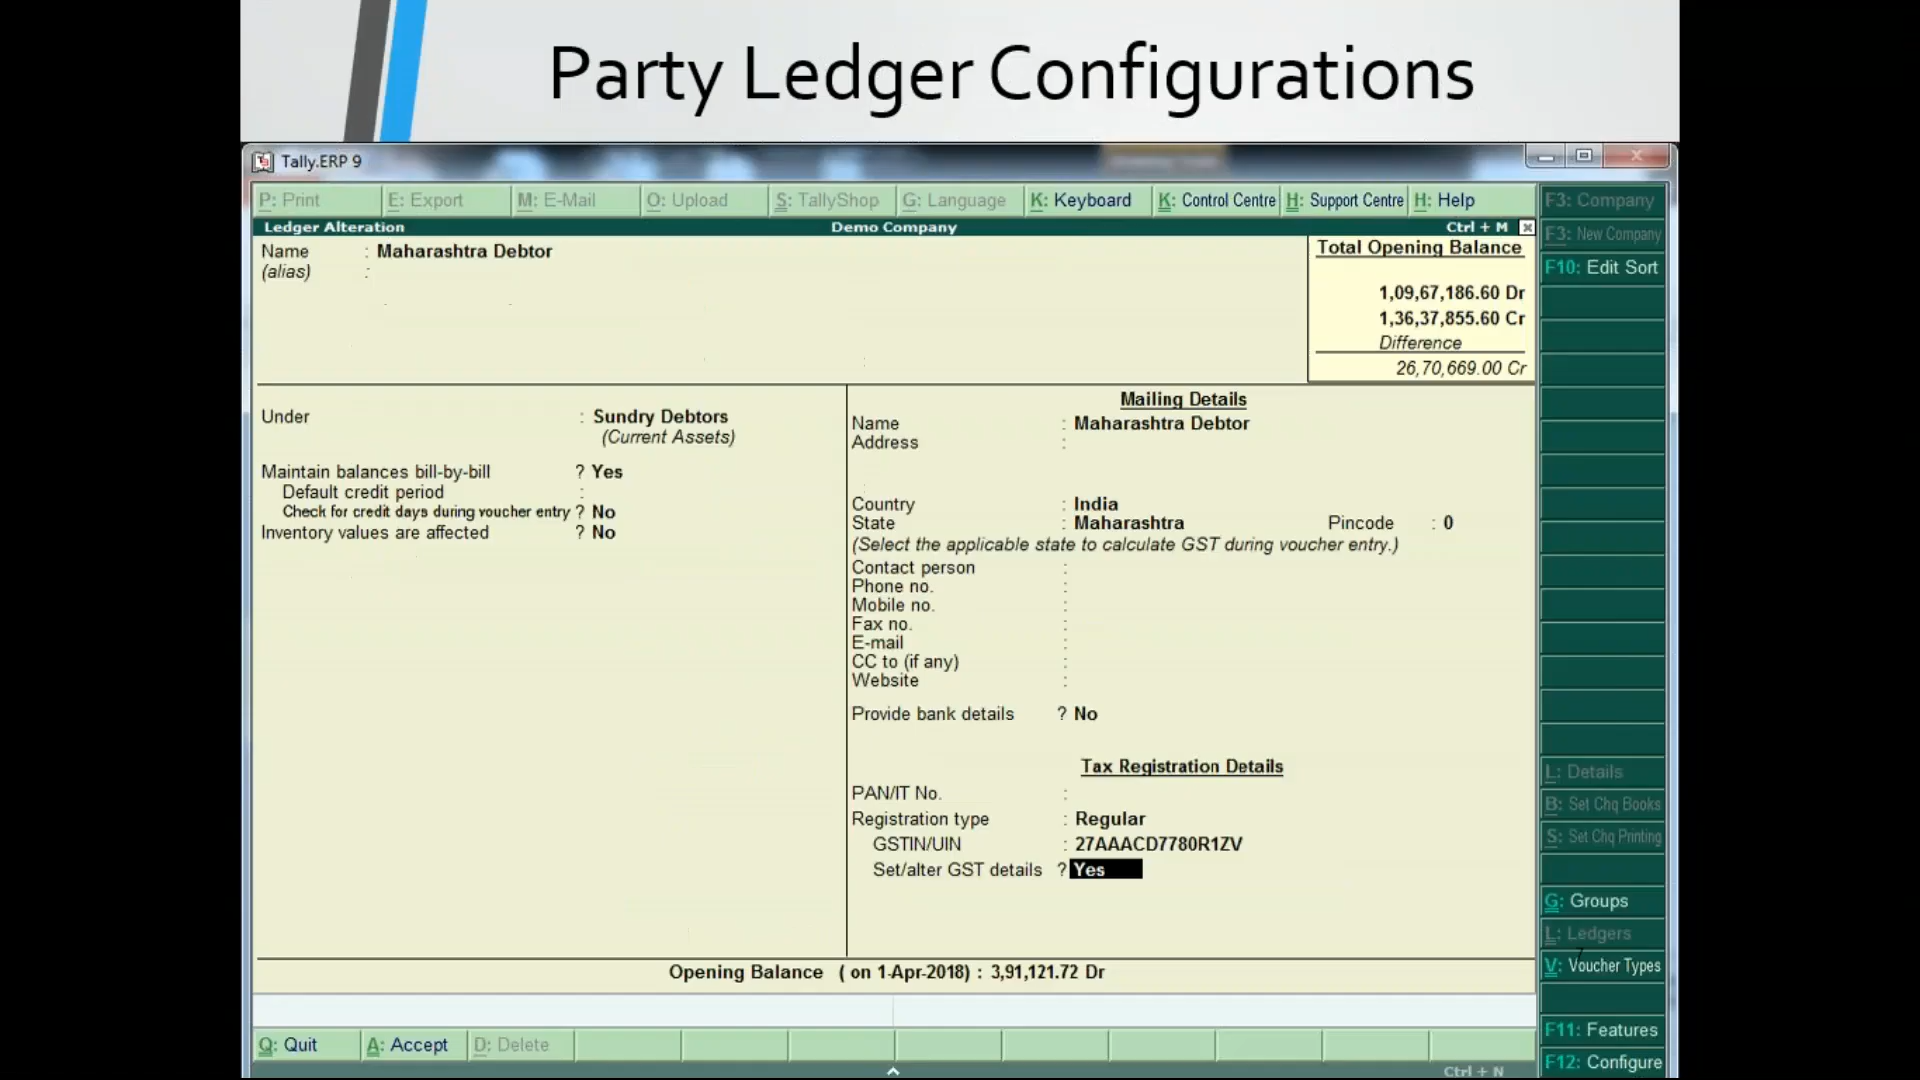 Party Ledger Configurations
Tally.ERP 9
P: Print E: Export M: E-Mail O: Upload S: TallyShop G: Language K: Keyboard K: Control Centre H: Support Centre H: Help
F3: Company
Ledger Alteration Demo Company Ctrl + M
F3: New Company
Name : Maharashtra Debtor
(alias) :
Total Opening Balance
F10: Edit Sort
1,09,67,186.60 Dr
1,36,37,855.60 Cr
Difference
26,70,669.00 Cr
Under : Sundry Debtors
(Current Assets)
Maintain balances bill-by-bill ? Yes
Default credit period :
Check for credit days during voucher entry ? No
Inventory values are affected ? No
Mailing Details
Name : Maharashtra Debtor
Address :
Country : India
State : Maharashtra Pincode : 0
(Select the applicable state to calculate GST during voucher entry.)
Contact person :
Phone no. :
Mobile no. :
Fax no. :
E-mail :
CC to (if any) :
Website :
Provide bank details ? No
Tax Registration Details
PAN/IT No. :
Registration type : Regular
GSTIN/UIN : 27AAACD7780R1ZV
Set/alter GST details ? Yes
L: Details
B: Set Chq Books
S: Set Chq Printing
G: Groups
L: Ledgers
V: Voucher Types
Opening Balance ( on 1-Apr-2018) : 3,91,121.72 Dr
F11: Features
Q: Quit A: Accept D: Delete
F12: Configure
Ctrl + N